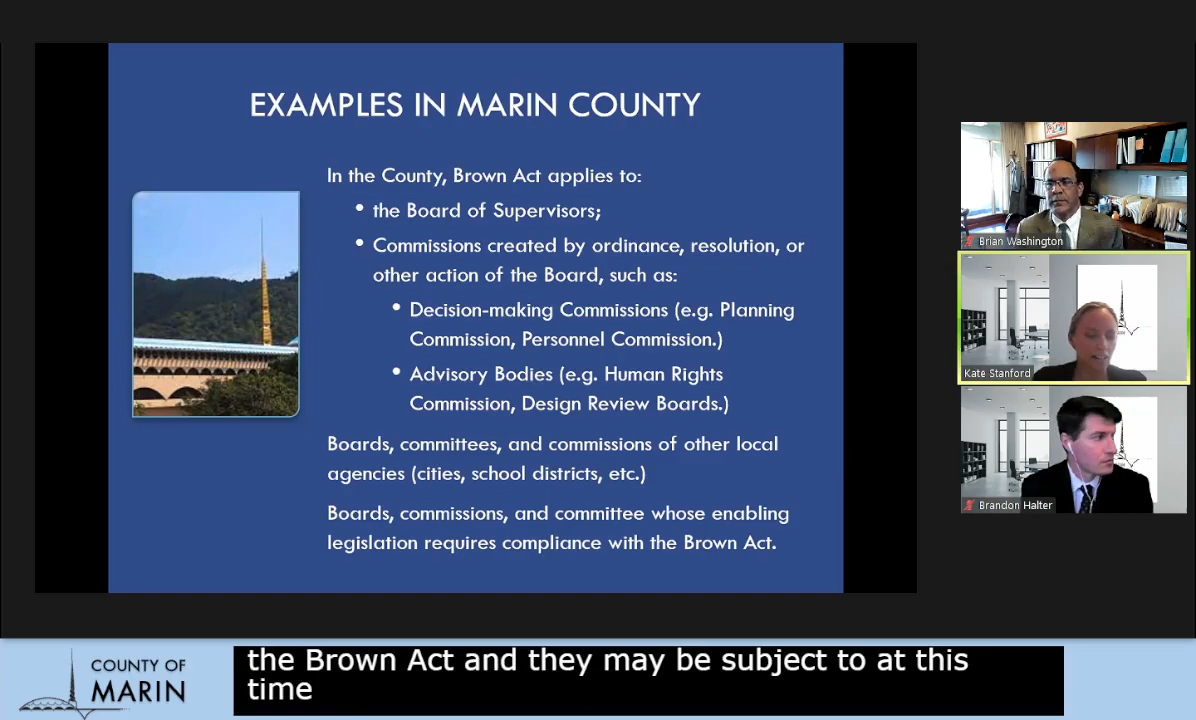 EXAMPLES IN MARIN COUNTY
In the County, Brown Act applies to:
• the Board of Supervisors;
• Commissions created by ordinance, resolution, or
other action of the Board, such as:
• Decision-making Commissions (e.g. Planning
Commission, Personnel Commission.)
• Advisory Bodies (e.g. Human Rights
Commission, Design Review Boards.)
Boards, committees, and commissions of other local
agencies (cities, school districts, etc.)
Boards, commissions, and committee whose enabling
legislation requires compliance with the Brown Act.
Brian Washington
Kate Stanford
Brandon Halter
COUNTY OF
MARIN
the Brown Act and they may be subject to at this
time